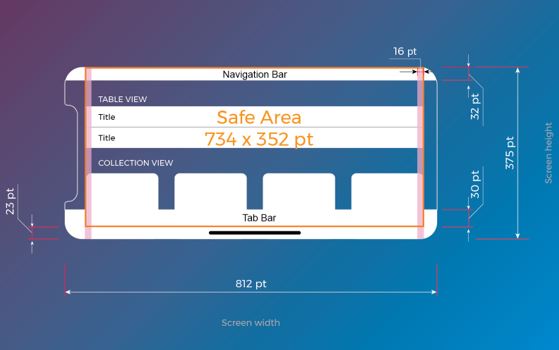 16 pt
Navigation Bar
32 pt
TABLE VIEW
Title
Safe Area
Title
734 x 352 pt
375 pt
Screen height
COLLECTION VIEW
30 pt
23 pt
Tab Bar
812 pt
Screen width